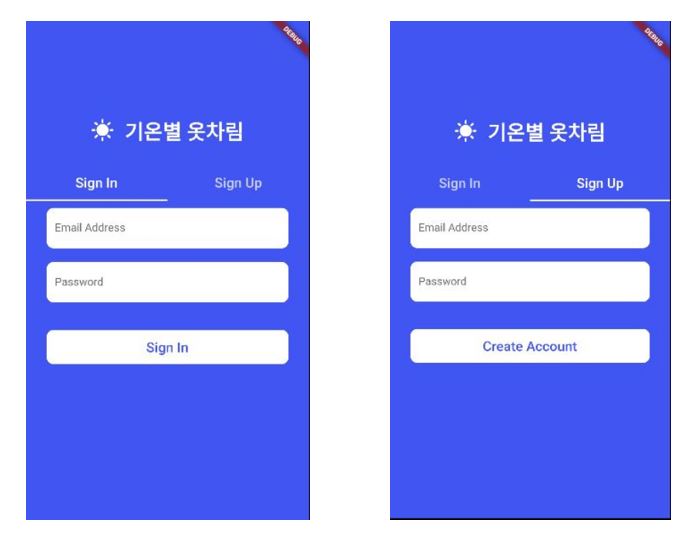 DEBUG
기온별 옷차림
Sign In Sign Up
Email Address
Password
Sign In
DEBUG
기온별 옷차림
Sign In Sign Up
Email Address
Password
Create Account